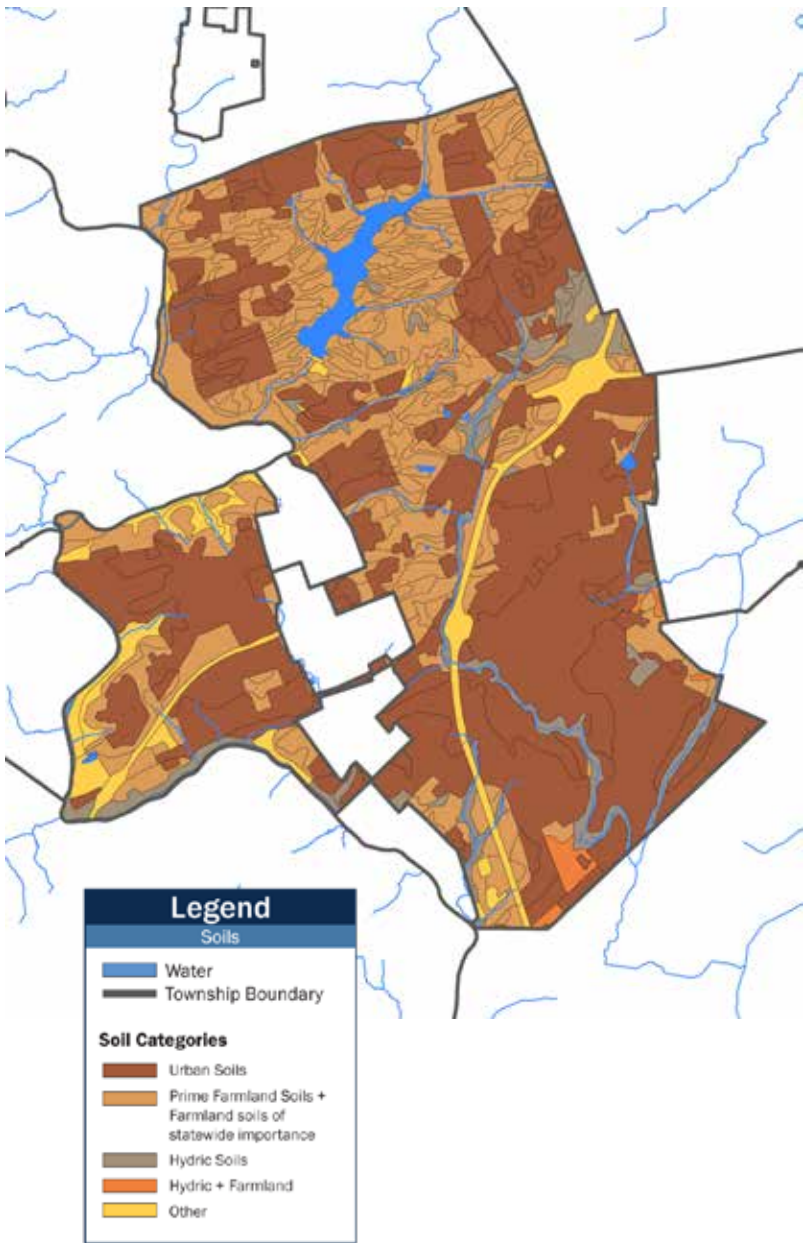 Legend
Soils
Water
Township Boundary
Soil Categories
Urban Soils
Prime Farmland Soils +
Farmland soils of
statewide importance
Hydric Soils
Hydric + Farmland
Other